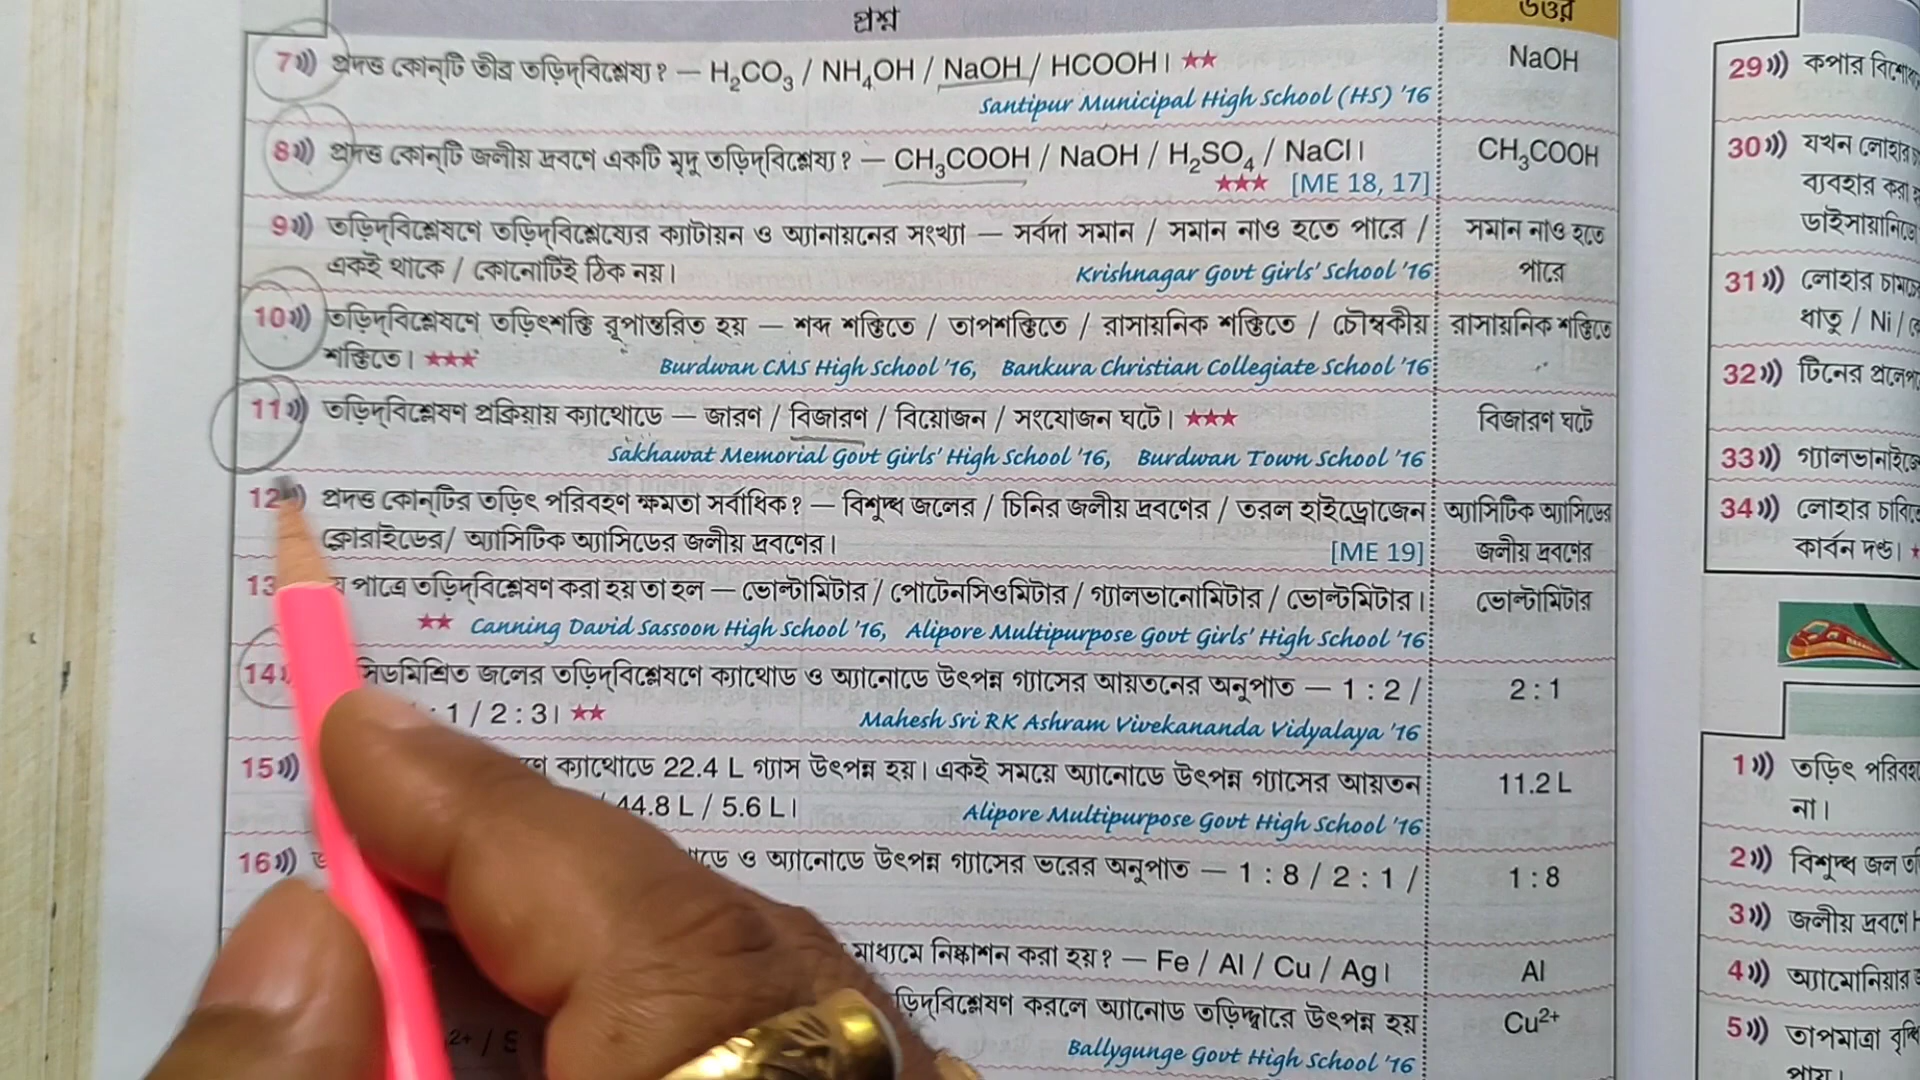 প্রশ্ন
উত্তর
7))) প্রদত্ত কোন্‌টি তীব্র তড়িদ্‌বিশ্লেষ্য? — H₂CO₃ / NH₄OH / NaOH / HCOOH। ★★
NaOH
Santipur Municipal High School (HS) '16
8))) প্রদত্ত কোন্‌টি জলীয় দ্রবণে একটি মৃদু তড়িদ্‌বিশ্লেষ্য? — CH₃COOH / NaOH / H₂SO₄ / NaCl।
CH₃COOH
★★★ [ME 18, 17]
9))) তড়িদ্‌বিশ্লেষণে তড়িদ্‌বিশ্লেষ্যের ক্যাটায়ন ও অ্যানায়নের সংখ্যা — সর্বদা সমান / সমান নাও হতে পারে /
সমান নাও হতে
একই থাকে / কোনোটিই ঠিক নয়।
Krishnagar Govt Girls' School '16
পারে
10))) তড়িদ্‌বিশ্লেষণে তড়িৎশক্তি রূপান্তরিত হয় — শব্দ শক্তিতে / তাপশক্তিতে / রাসায়নিক শক্তিতে / চৌম্বকীয়
রাসায়নিক শক্তিতে
শক্তিতে। ★★★
Burdwan CMS High School '16, Bankura Christian Collegiate School '16
11))) তড়িদ্‌বিশ্লেষণ প্রক্রিয়ায় ক্যাথোডে — জারণ / বিজারণ / বিয়োজন / সংযোজন ঘটে। ★★★
বিজারণ ঘটে
Sakhawat Memorial Govt Girls' High School '16, Burdwan Town School '16
12 প্রদত্ত কোন্‌টির তড়িৎ পরিবহণ ক্ষমতা সর্বাধিক? — বিশুদ্ধ জলের / চিনির জলীয় দ্রবণের / তরল হাইড্রোজেন
অ্যাসিটিক অ্যাসিডের
ক্লোরাইডের/ অ্যাসিটিক অ্যাসিডের জলীয় দ্রবণের।
[ME 19]
জলীয় দ্রবণের
13 পাত্রে তড়িদ্‌বিশ্লেষণ করা হয় তা হল — ভোল্টামিটার / পোটেনসিওমিটার / গ্যালভানোমিটার / ভোল্টমিটার।
ভোল্টামিটার
★★ Canning David Sassoon High School '16, Alipore Multipurpose Govt Girls' High School '16
14 জলের তড়িদ্‌বিশ্লেষণে ক্যাথোড ও অ্যানোডে উৎপন্ন গ্যাসের আয়তনের অনুপাত — 1 : 2 /
2 : 1
: 1 / 2 : 3। ★★
Mahesh Sri RK Ashram Vivekananda Vidyalaya '16
15))) ক্যাথোডে 22.4 L গ্যাস উৎপন্ন হয়। একই সময়ে অ্যানোডে উৎপন্ন গ্যাসের আয়তন
11.2 L
44.8 L / 5.6 L।
Alipore Multipurpose Govt High School '16
16))) ও অ্যানোডে উৎপন্ন গ্যাসের ভরের অনুপাত — 1 : 8 / 2 : 1 /
1 : 8
মাধ্যমে নিষ্কাশন করা হয়? — Fe / Al / Cu / Ag।
Al
করলে অ্যানোড তড়িদ্দ্বারে উৎপন্ন হয়
Cu²⁺
Ballygunge Govt High School '16
29))) কপার
30))) যখন লোহার
ব্যবহার করা
31))) লোহার
ধাতু / Ni /
32))) টিনের
33)))
34))) লোহার
কার্বন দণ্ড।
1))) তড়িৎ
না।
2))) বিশুদ্ধ জল
3))) জলীয় দ্রবণে
4))) অ্যামোনিয়ার
5))) তাপমাত্রা